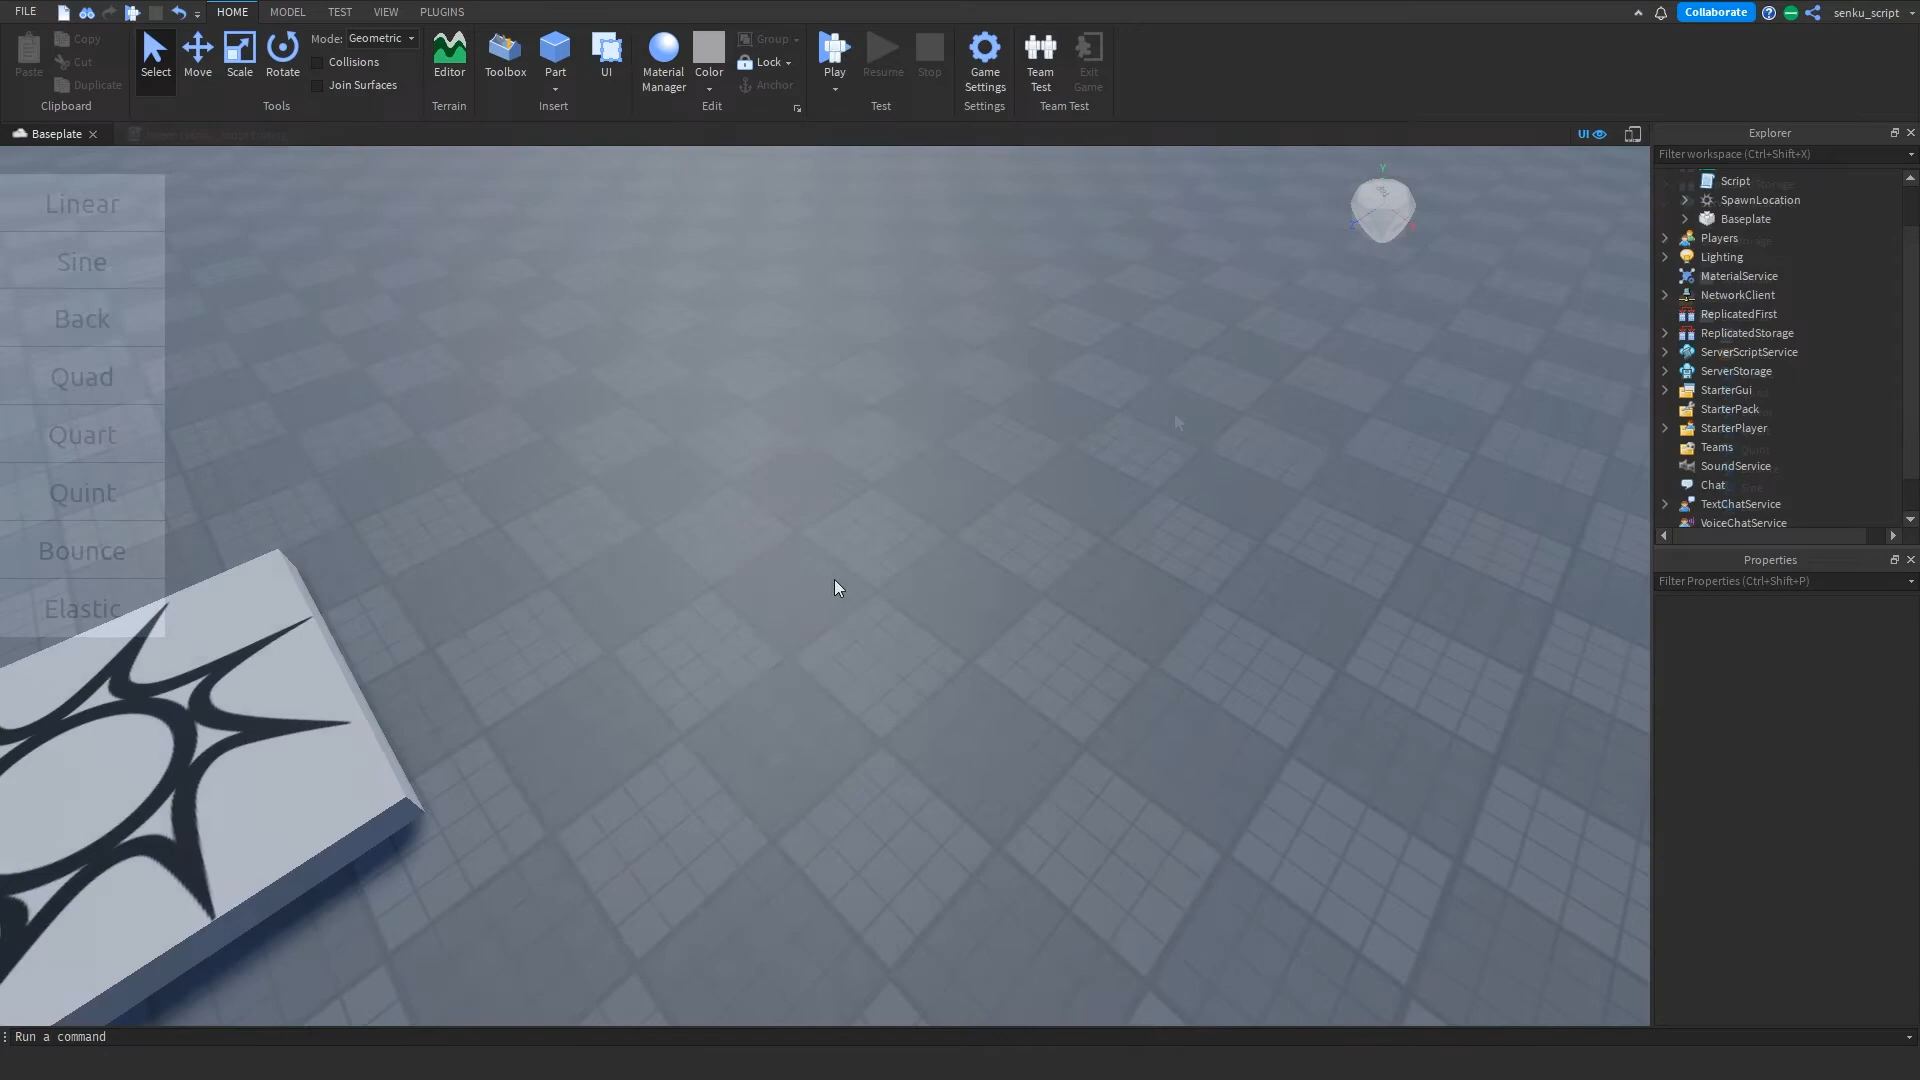 FILE
HOME
MODEL
TEST
VIEW
PLUGINS
Collaborate
senku_script
Paste
Copy
Cut
Duplicate
Clipboard
Select
Move
Scale
Rotate
Mode: Geometric
Collisions
Join Surfaces
Tools
Editor
Terrain
Toolbox
Part
UI
Insert
Material
Manager
Color
Group
Lock
Anchor
Edit
Play
Resume
Stop
Test
Game
Settings
Settings
Team
Test
Exit
Game
Team Test
Baseplate
UI
Linear
Sine
Back
Quad
Quart
Quint
Bounce
Elastic
Y
Z
Explorer
Filter workspace (Ctrl+Shift+X)
Script
SpawnLocation
Baseplate
Players
Lighting
MaterialService
NetworkClient
ReplicatedFirst
ReplicatedStorage
ServerScriptService
ServerStorage
StarterGui
StarterPack
StarterPlayer
Teams
SoundService
Chat
TextChatService
VoiceChatService
Properties
Filter Properties (Ctrl+Shift+P)
Run a command